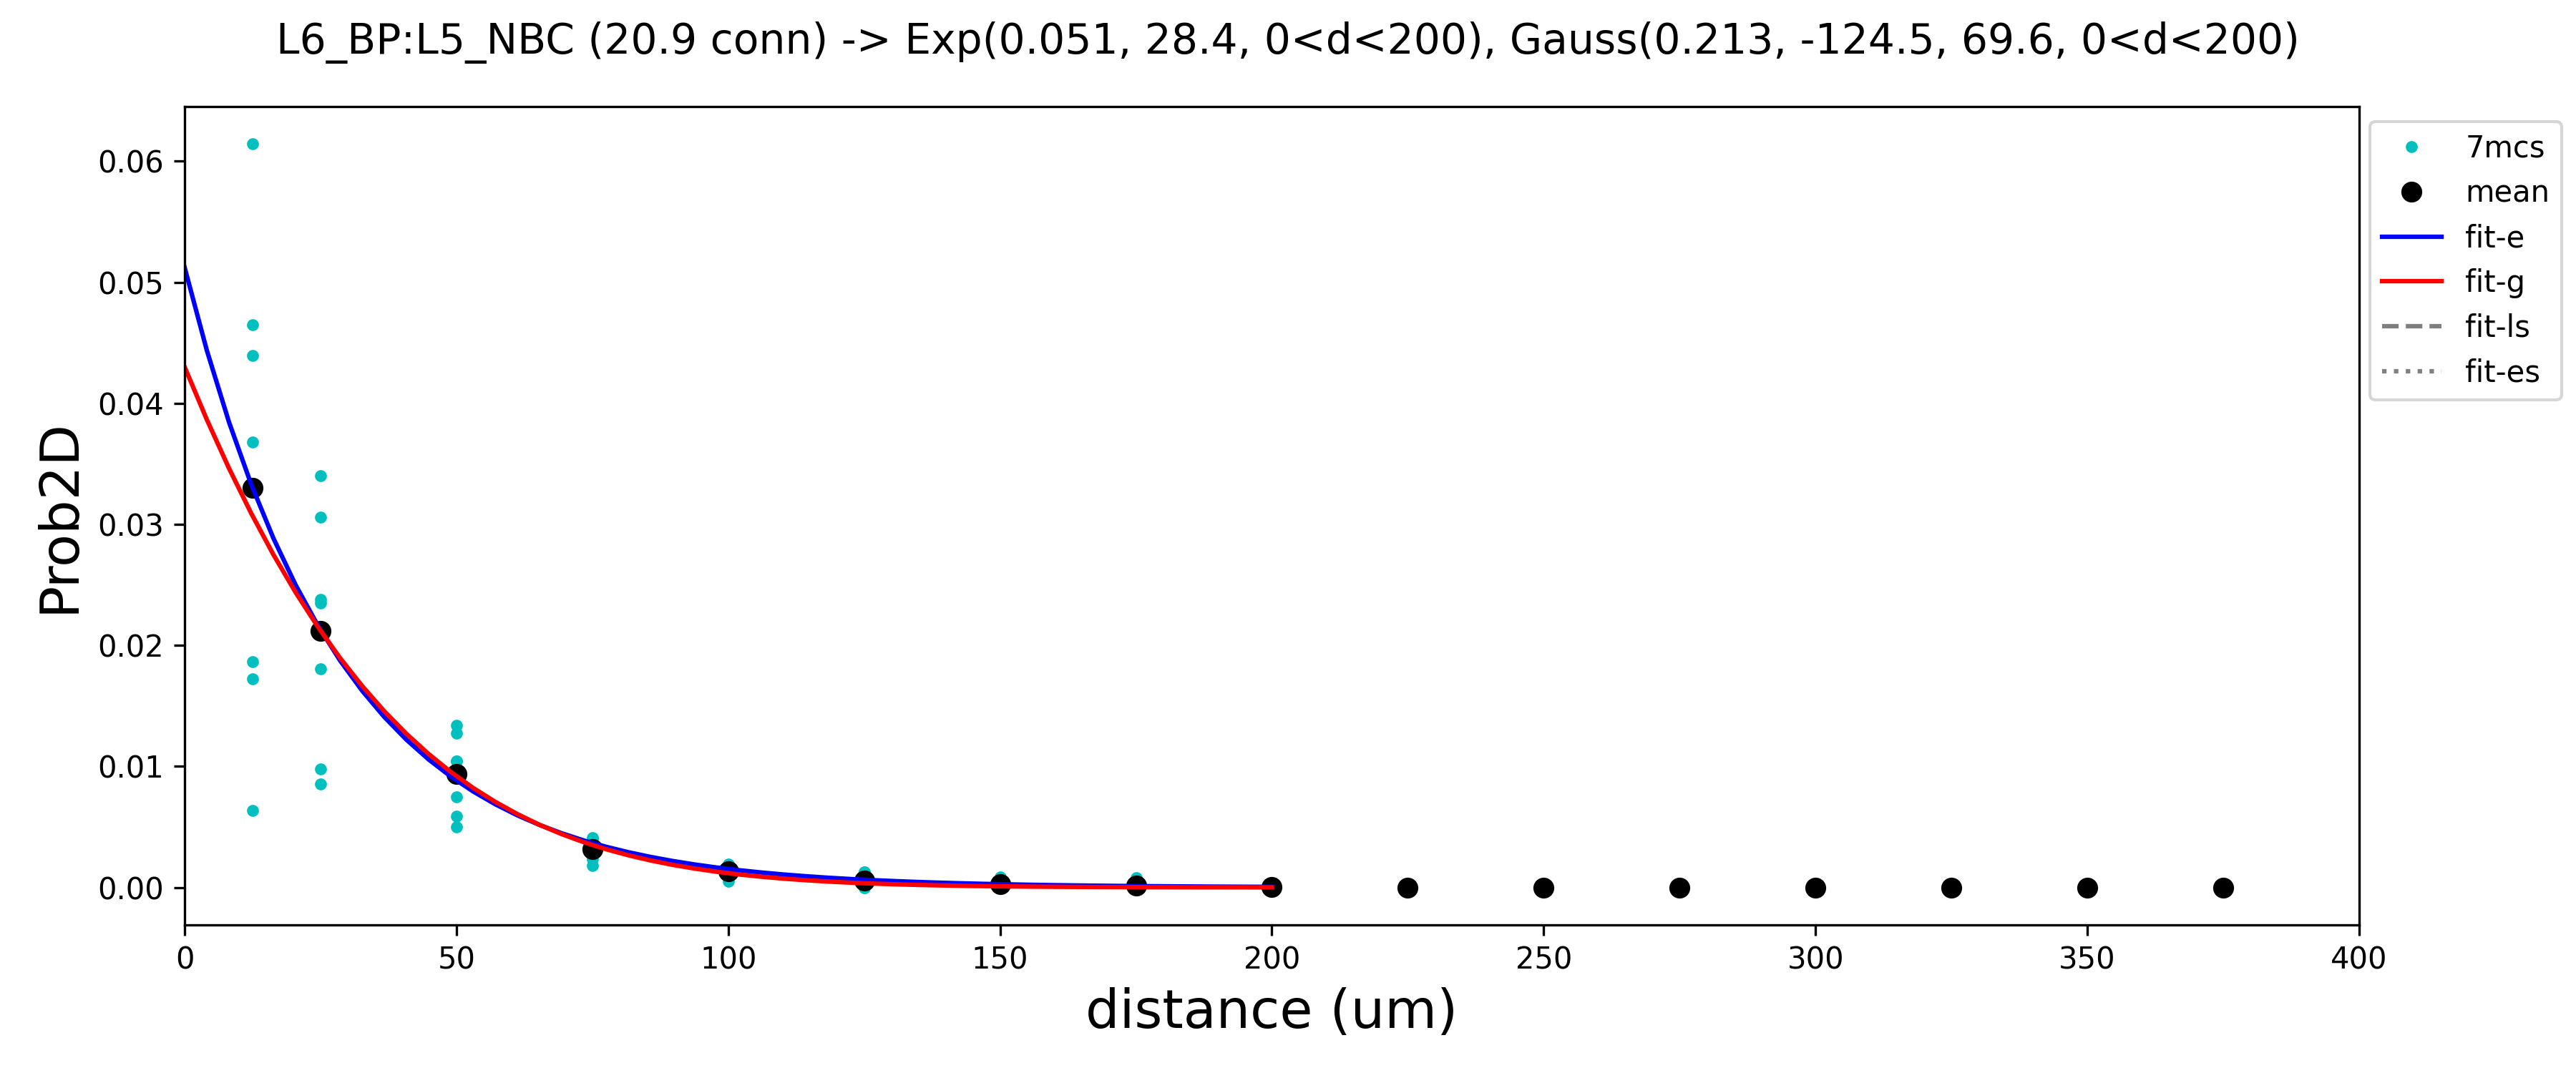 L6_BP:L5_NBC (20.9 conn) -> Exp(0.051, 28.4, 0<d<200), Gauss(0.213, -124.5, 69.6, 0<d<200)
7mcs
mean
fit-e
fit-g
fit-ls
fit-es
Prob2D
0.06
0.05
0.04
0.03
0.02
0.01
0.00
0 50 100 150 200 250 300 350 400
distance (um)